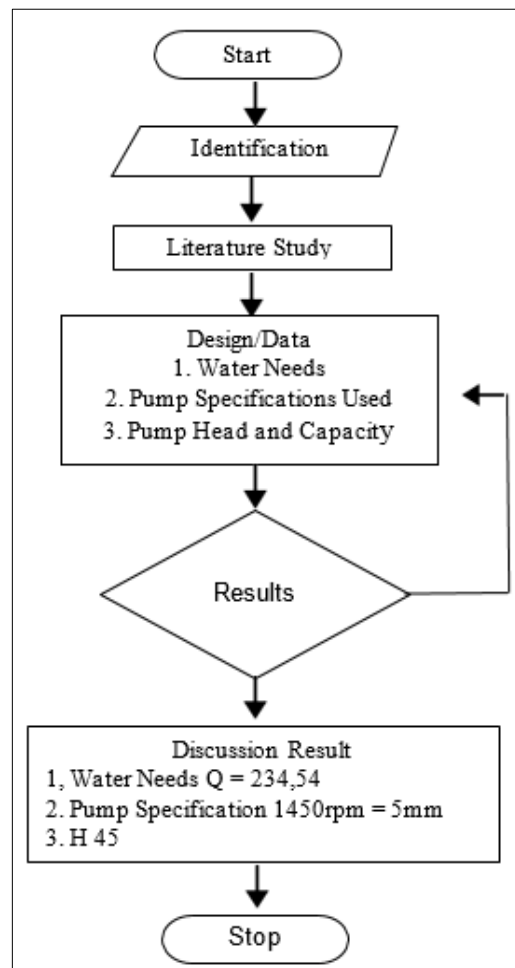 Start
Identification
Literature Study
Design/Data
1. Water Needs
2. Pump Specifications Used
3. Pump Head and Capacity
Results
Discussion Result
1, Water Needs Q = 234,54
2. Pump Specification 1450rpm = 5mm
3. H 45
Stop